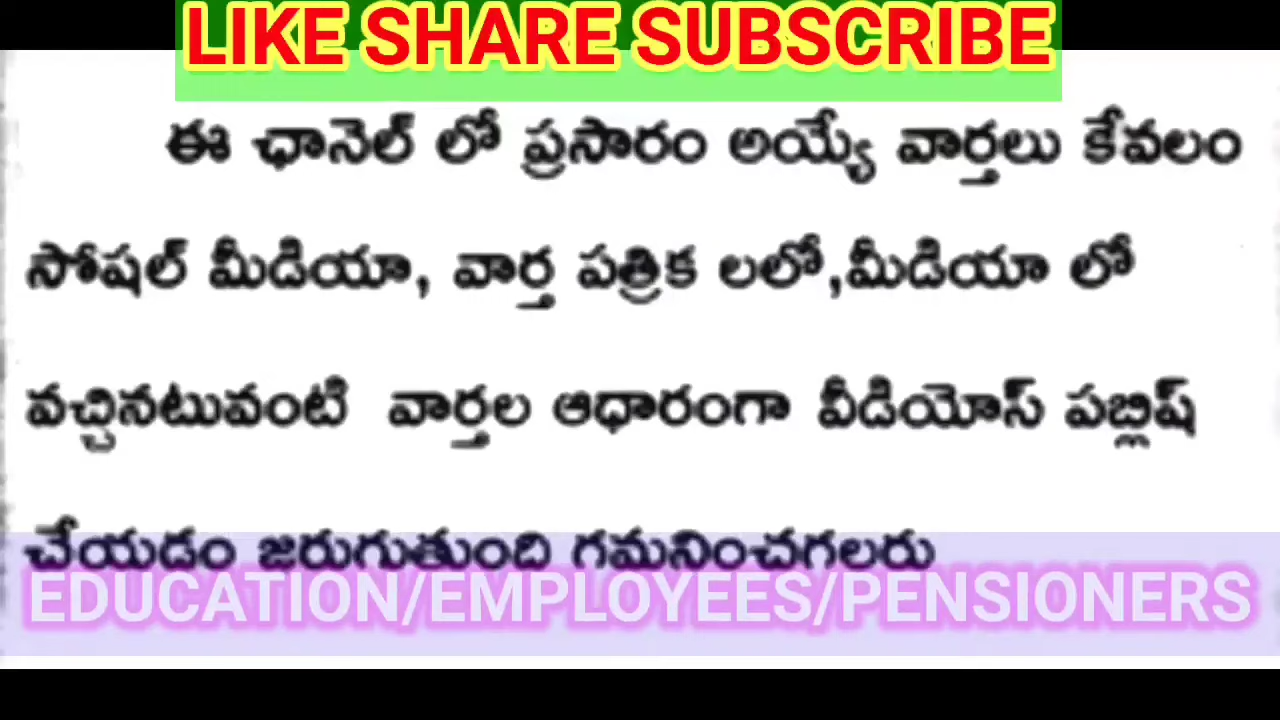 LIKE SHARE SUBSCRIBE
ఈ ఛానెల్ లో ప్రసారం అయ్యే వార్తలు కేవలం
సోషల్ మీడియా, వార్త పత్రిక లలో,మీడియా లో
వచ్చినటువంటి వార్తల ఆధారంగా వీడియోస్ పబ్లిష్
చేయడం జరుగుతుంది గమనించగలరు
EDUCATION/EMPLOYEES/PENSIONERS